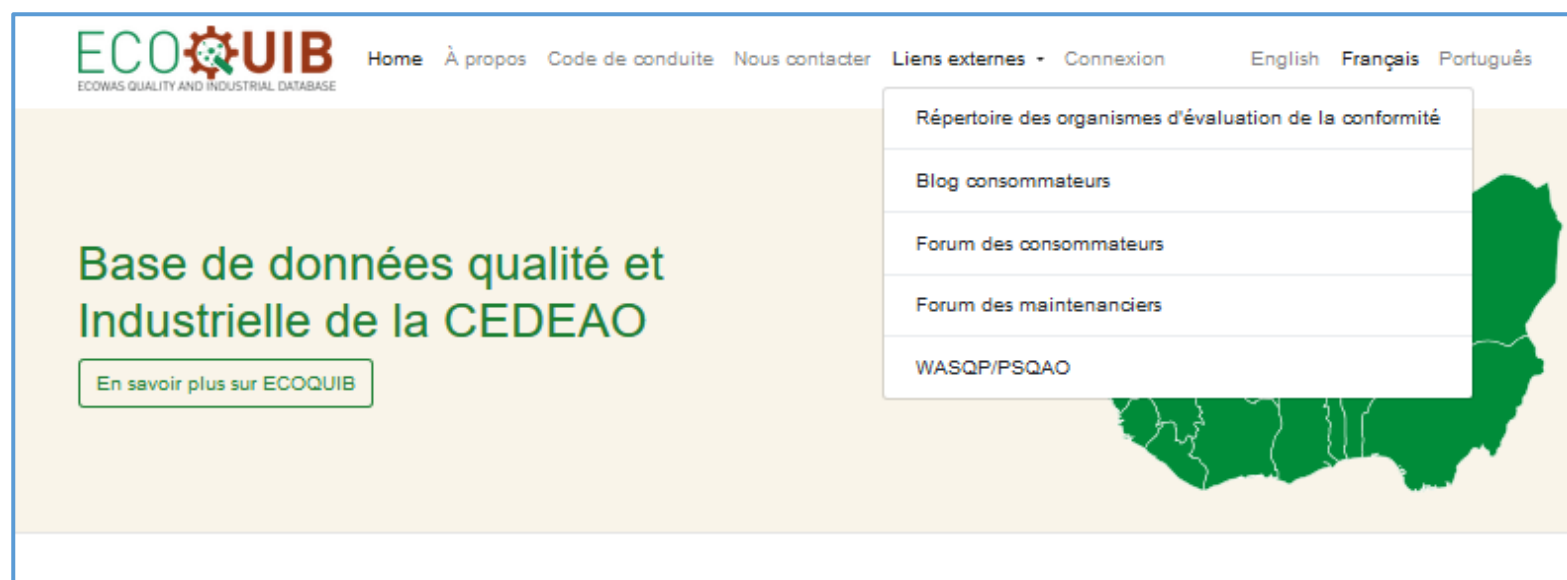 ECOQUIB
ECOWAS QUALITY AND INDUSTRIAL DATABASE
Home À propos Code de conduite Nous contacter Liens externes Connexion English Français Português
Répertoire des organismes d'évaluation de la conformité
Blog consommateurs
Forum des consommateurs
Forum des maintenanciers
WASQP/PSQAO
Base de données qualité et
Industrielle de la CEDEAO
En savoir plus sur ECOQUIB